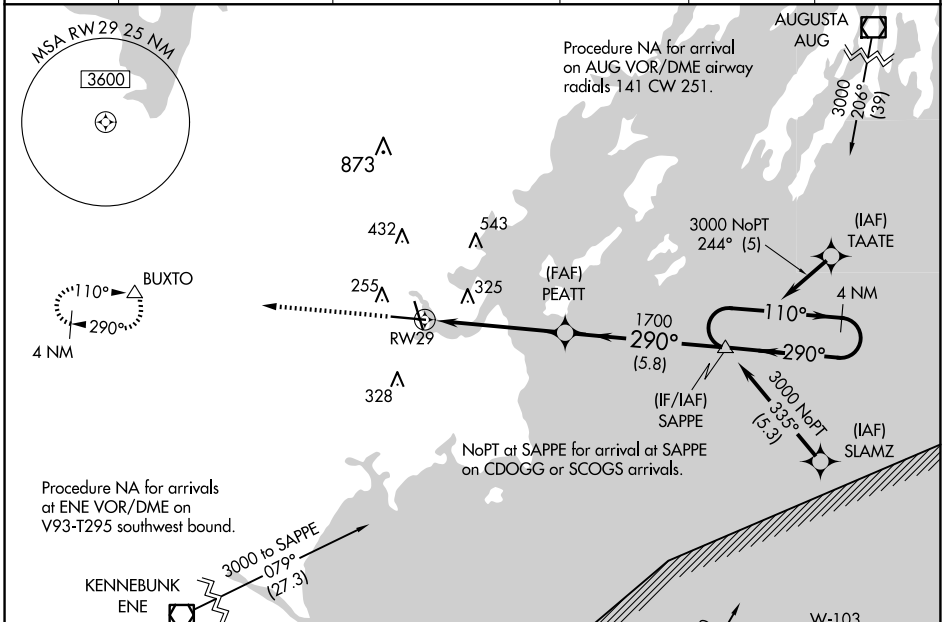 MSA RW29 25 NM
3600
AUGUSTA
AUG
Procedure NA for arrival
on AUG VOR/DME airway
radials 141 CW 251.
3000
206°
(39)
873
432
543
3000 NoPT
244° (5)
(IAF)
TAATE
110°
BUXTO
290°
4 NM
255
325
RW29
(FAF)
PEATT
1700
290°
(5.8)
110°
4 NM
290°
(IF/IAF)
SAPPE
328
3000 NoPT
335°
(5.3)
(IAF)
SLAMZ
NoPT at SAPPE for arrival at SAPPE
on CDOGG or SCOGS arrivals.
Procedure NA for arrivals
at ENE VOR/DME on
V93-T295 southwest bound.
3000 to SAPPE
079°
(27.3)
KENNEBUNK
ENE
W-103